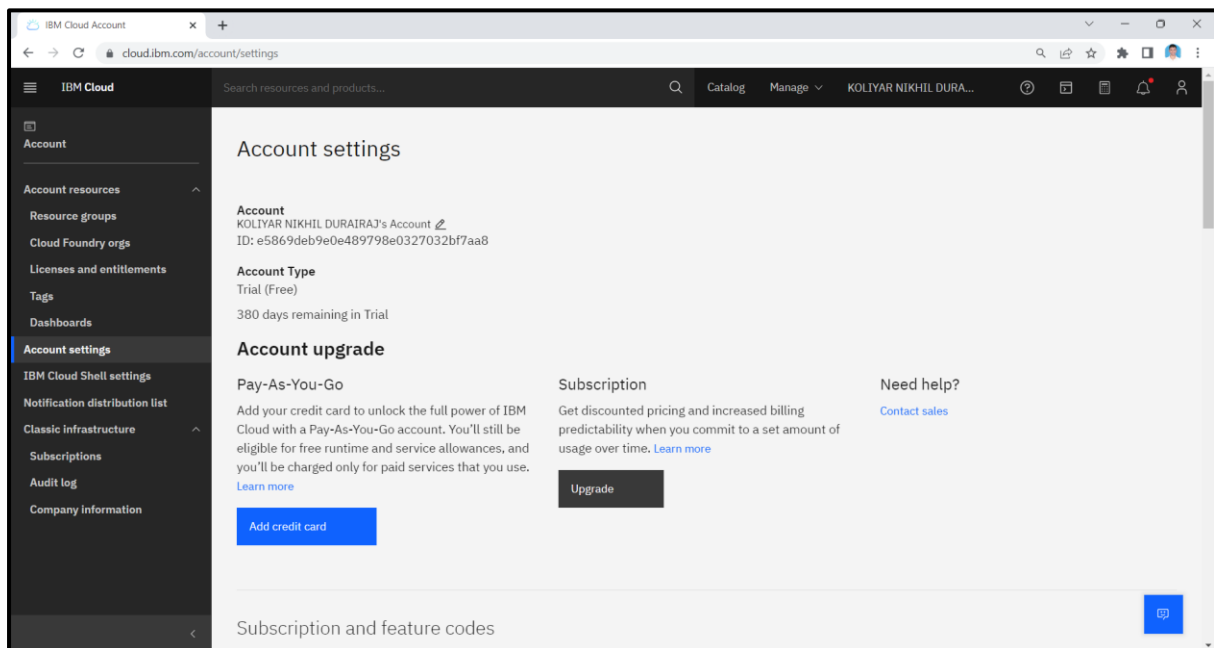 IBM Cloud Account
cloud.ibm.com/account/settings
IBM Cloud
Search resources and products...
Catalog
Manage
KOLIYAR NIKHIL DURA...
Account
Account resources
Resource groups
Cloud Foundry orgs
Licenses and entitlements
Tags
Dashboards
Account settings
IBM Cloud Shell settings
Notification distribution list
Classic infrastructure
Subscriptions
Audit log
Company information
Account settings
Account
KOLIYAR NIKHIL DURAIRAJ's Account
ID: e5869deb9e0e489798e0327032bf7aa8
Account Type
Trial (Free)
380 days remaining in Trial
Account upgrade
Pay-As-You-Go
Add your credit card to unlock the full power of IBM
Cloud with a Pay-As-You-Go account. You'll still be
eligible for free runtime and service allowances, and
you'll be charged only for paid services that you use.
Learn more
Add credit card
Subscription
Get discounted pricing and increased billing
predictability when you commit to a set amount of
usage over time. Learn more
Upgrade
Need help?
Contact sales
Subscription and feature codes